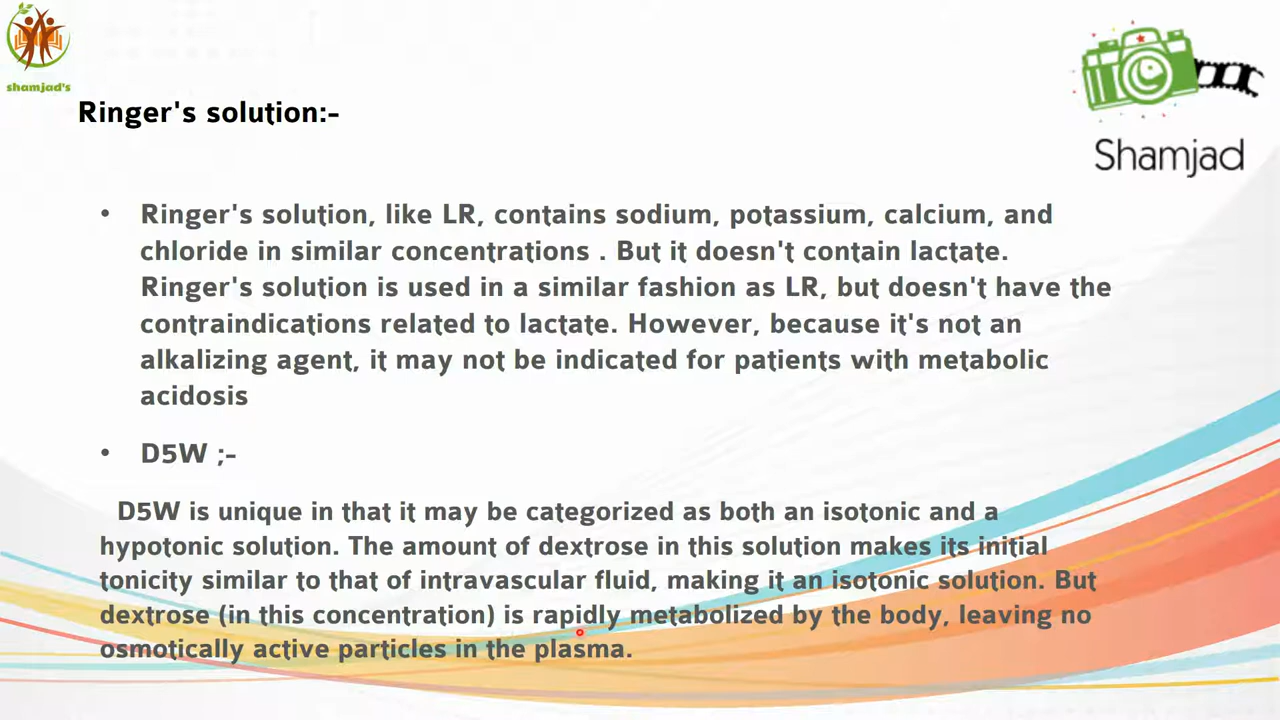 shamjad's
Shamjad
Ringer's solution:-
• Ringer's solution, like LR, contains sodium, potassium, calcium, and
chloride in similar concentrations . But it doesn't contain lactate.
Ringer's solution is used in a similar fashion as LR, but doesn't have the
contraindications related to lactate. However, because it's not an
alkalizing agent, it may not be indicated for patients with metabolic
acidosis
• D5W ;-
D5W is unique in that it may be categorized as both an isotonic and a
hypotonic solution. The amount of dextrose in this solution makes its initial
tonicity similar to that of intravascular fluid, making it an isotonic solution. But
dextrose (in this concentration) is rapidly metabolized by the body, leaving no
osmotically active particles in the plasma.